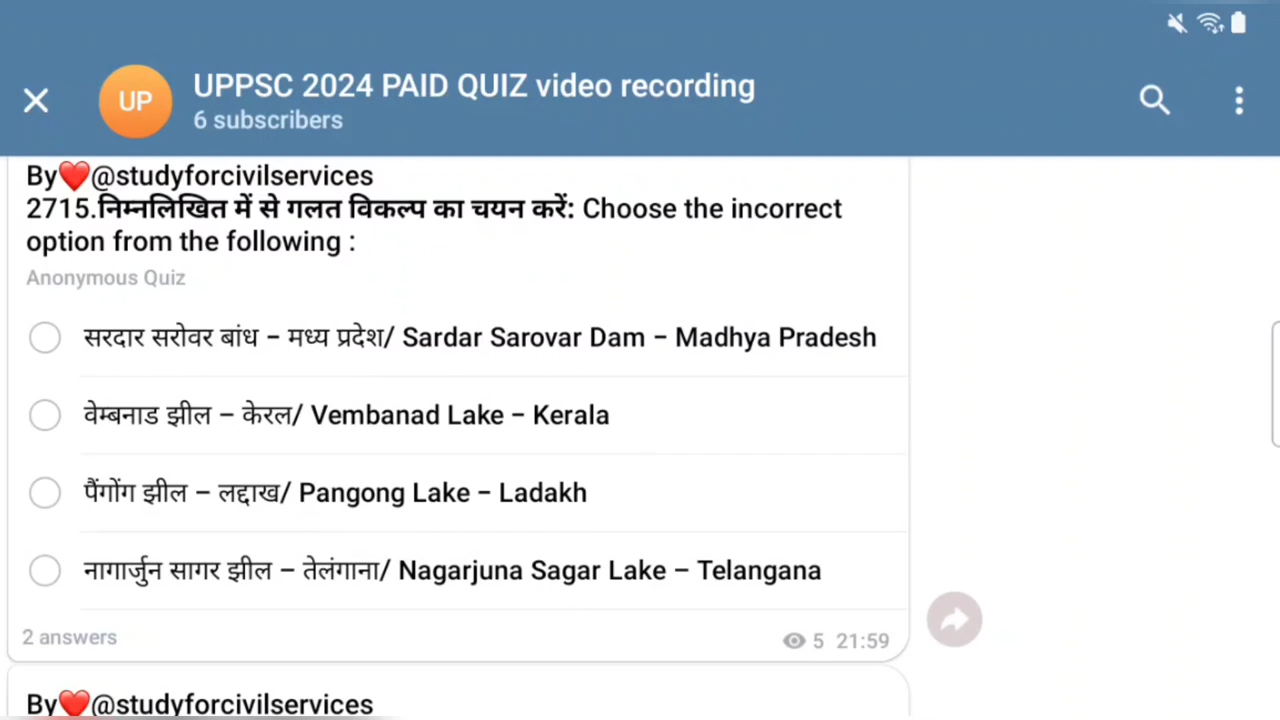 UP
UPPSC 2024 PAID QUIZ video recording
6 subscribers
By❤️@studyforcivilservices
2715.निम्नलिखित में से गलत विकल्प का चयन करें: Choose the incorrect
option from the following :
Anonymous Quiz
सरदार सरोवर बांध – मध्य प्रदेश/ Sardar Sarovar Dam – Madhya Pradesh
वेम्बनाड झील – केरल/ Vembanad Lake – Kerala
पैंगोंग झील – लद्दाख/ Pangong Lake – Ladakh
नागार्जुन सागर झील – तेलंगाना/ Nagarjuna Sagar Lake – Telangana
2 answers
5 21:59
By❤️@studyforcivilservices